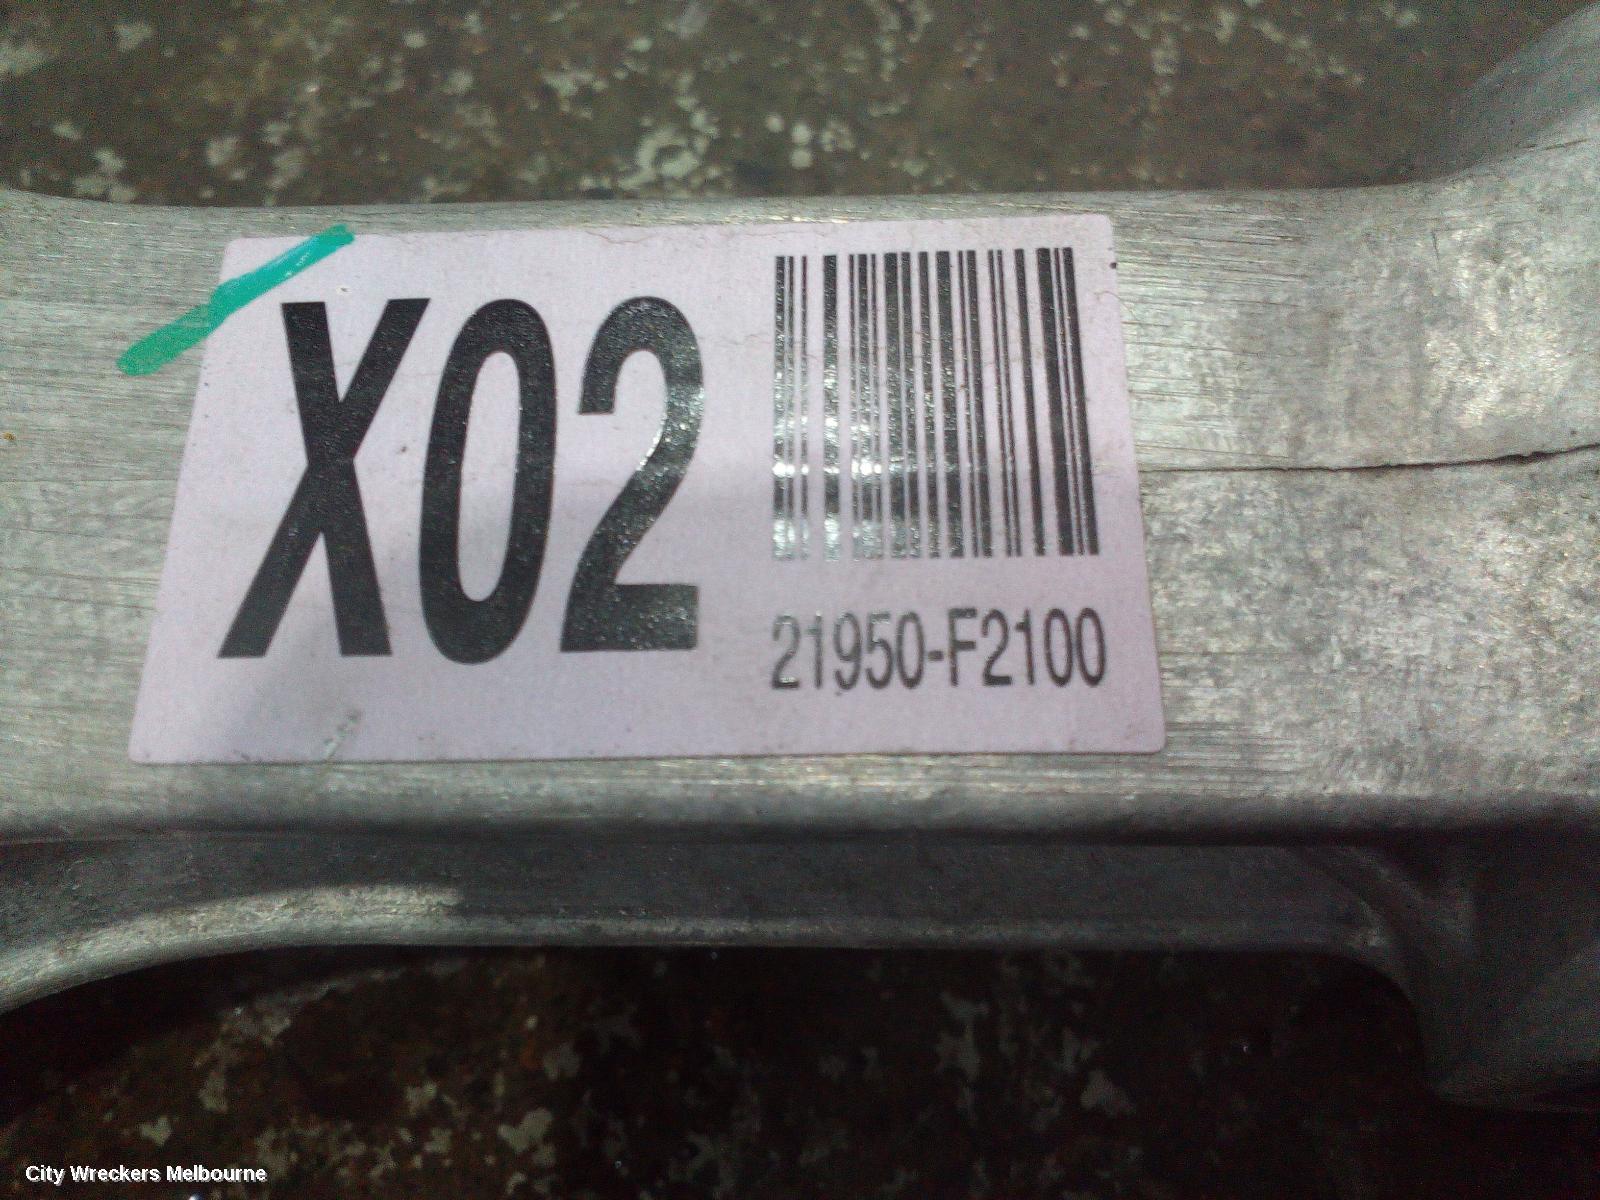 X02
21950-F2100
City Wreckers Melbourne